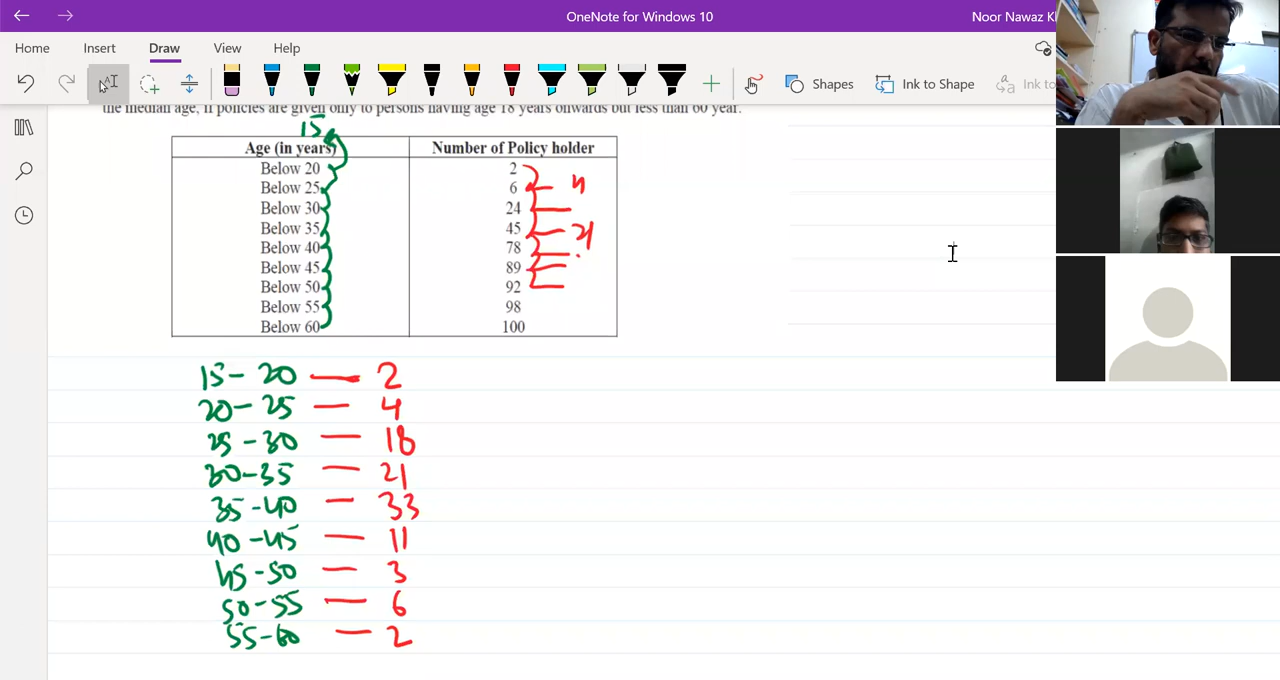 OneNote for Windows 10
Noor Nawaz
Home Insert Draw View Help
Shapes Ink to Shape Ink to
the median age, if policies are given only to persons having age 18 years onwards but less than 60 year.
15
Age (in years) Number of Policy holder
Below 20 2
Below 25 6 4
Below 30 24
Below 35 45 21
Below 40 78
Below 45 89
Below 50 92
Below 55 98
Below 60 100
15 - 20 — 2
20 - 25 — 4
25 - 30 — 18
30 - 35 — 21
35 - 40 — 33
40 - 45 — 11
45 - 50 — 3
50 - 55 — 6
55 - 60 — 2